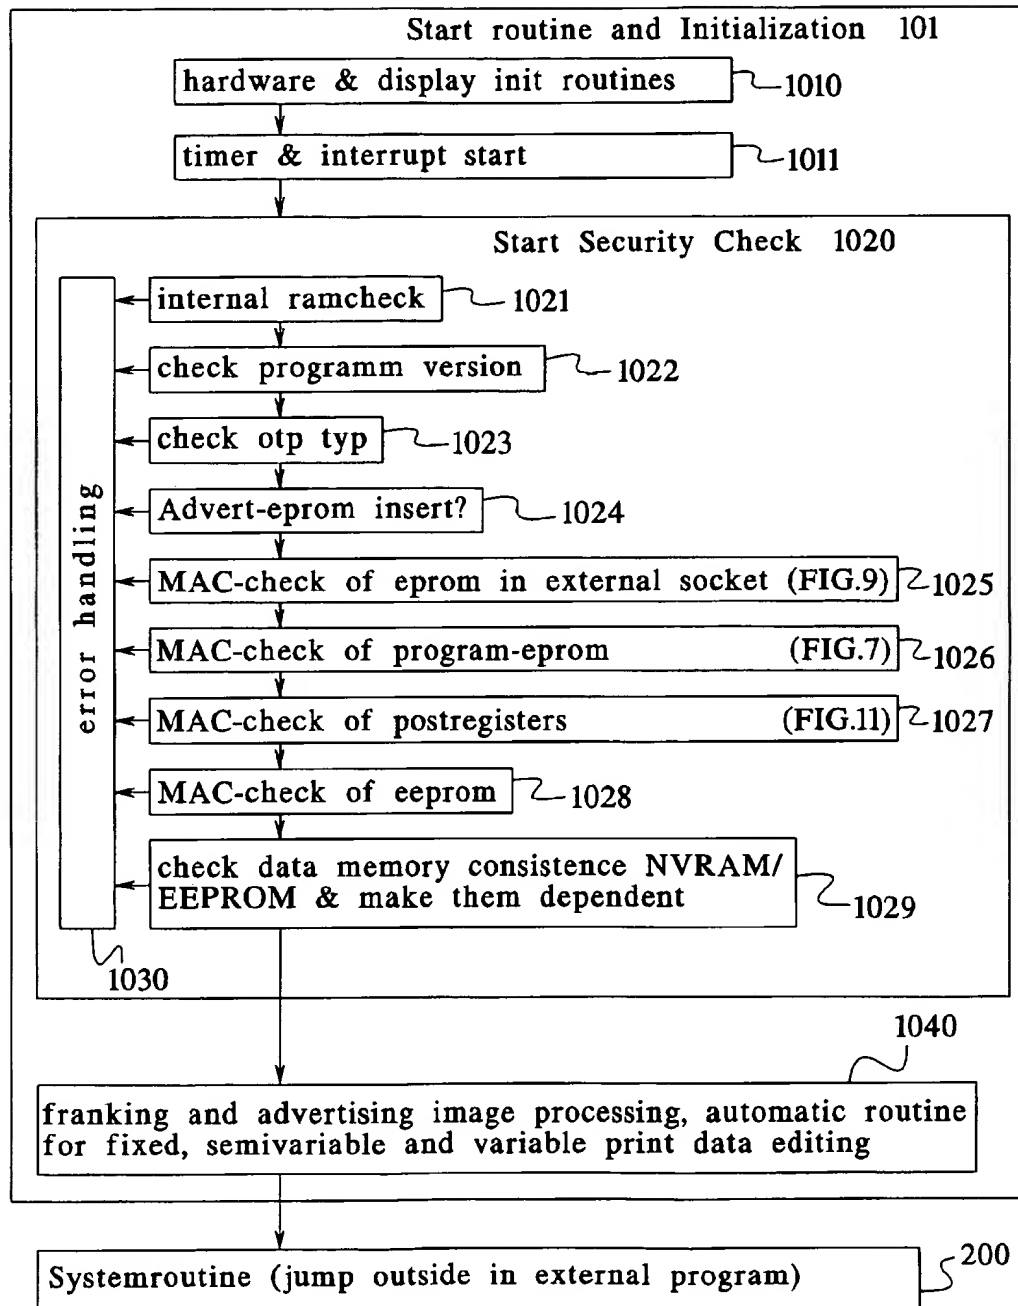 Start routine and Initialization 101
hardware & display init routines
1010
timer & interrupt start
1011
Start Security Check 1020
internal ramcheck
1021
check programm version
1022
check otp typ
1023
Advert-eprom insert?
1024
MAC-check of eprom in external socket (FIG.9)
1025
MAC-check of program-eprom (FIG.7)
1026
MAC-check of postregisters (FIG.11)
1027
MAC-check of eeprom
1028
check data memory consistence NVRAM/
EEPROM & make them dependent
1029
error handling
1030
1040
franking and advertising image processing, automatic routine
for fixed, semivariable and variable print data editing
Systemroutine (jump outside in external program)
200